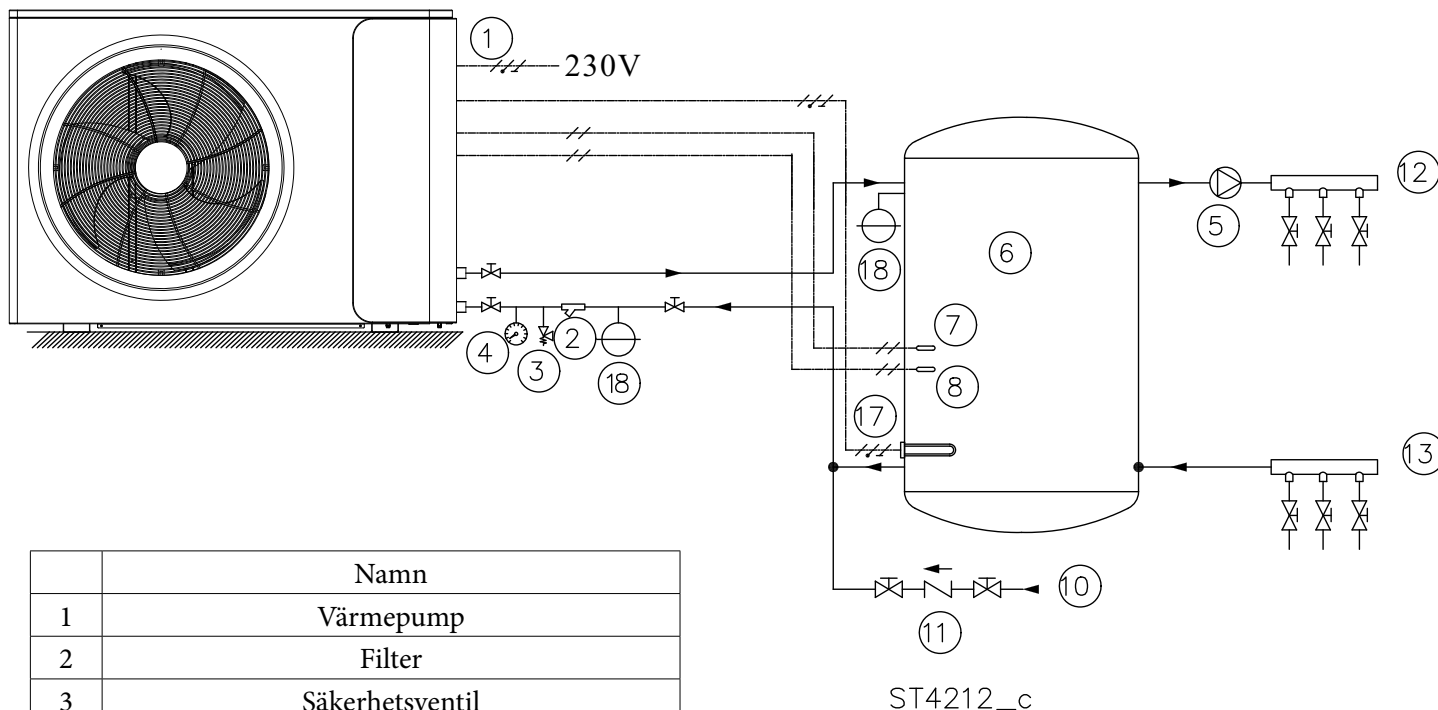 1
230V
12
5
6
18
7
4
2
3
18
8
17
13
10
11
Namn
1 Värmepump
2 Filter
3 Säkerhetsventil
ST4212_c